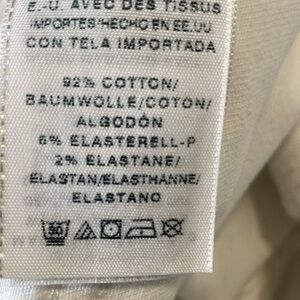 E.-U. AVEC DES TISSUS
IMPORTES/HECHO EN EE.UU
CON TELA IMPORTADA
92% COTTON/
BAUMWOLLE/COTON/
ALGODÓN
6% ELASTERELL-P
2% ELASTANE/
ELASTAN/ELASTHANNE/
ELASTANO
30